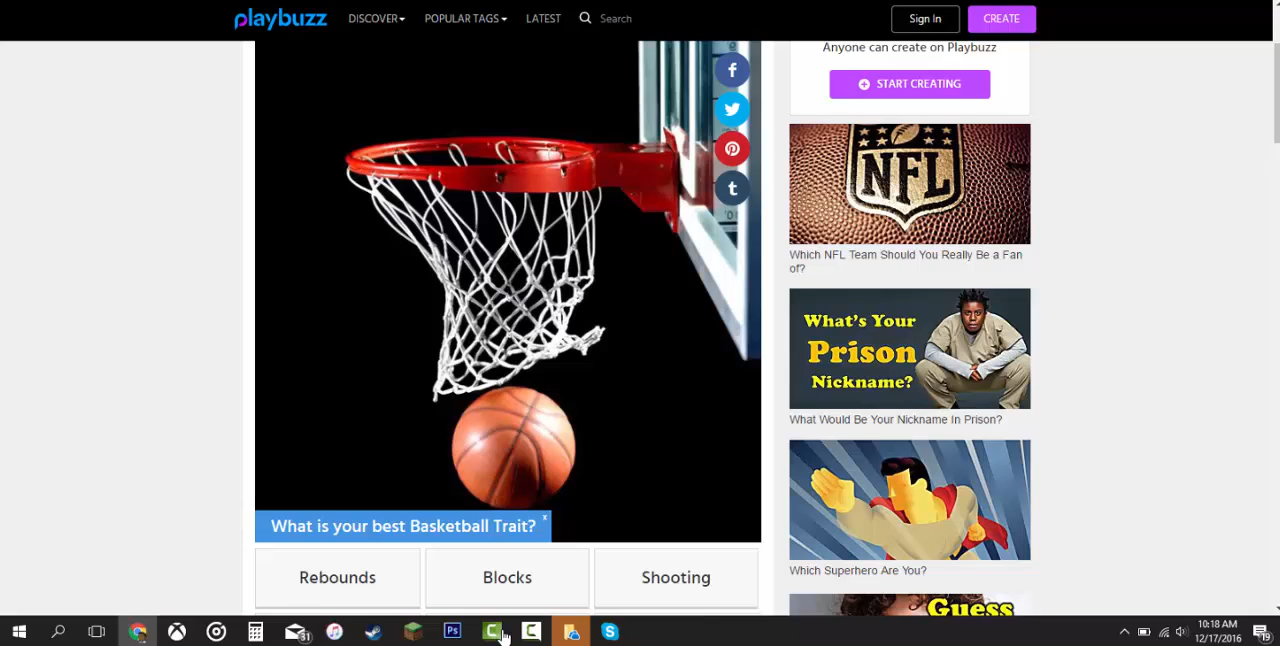 playbuzz DISCOVER POPULAR TAGS LATEST Search Sign In CREATE
Anyone can create on Playbuzz
START CREATING
NFL
Which NFL Team Should You Really Be a Fan
of?
What's Your
Prison
Nickname?
What Would Be Your Nickname In Prison?
Which Superhero Are You?
Guess
What is your best Basketball Trait? x
Rebounds Blocks Shooting
31 Ps 10:18 AM
12/17/2016 19